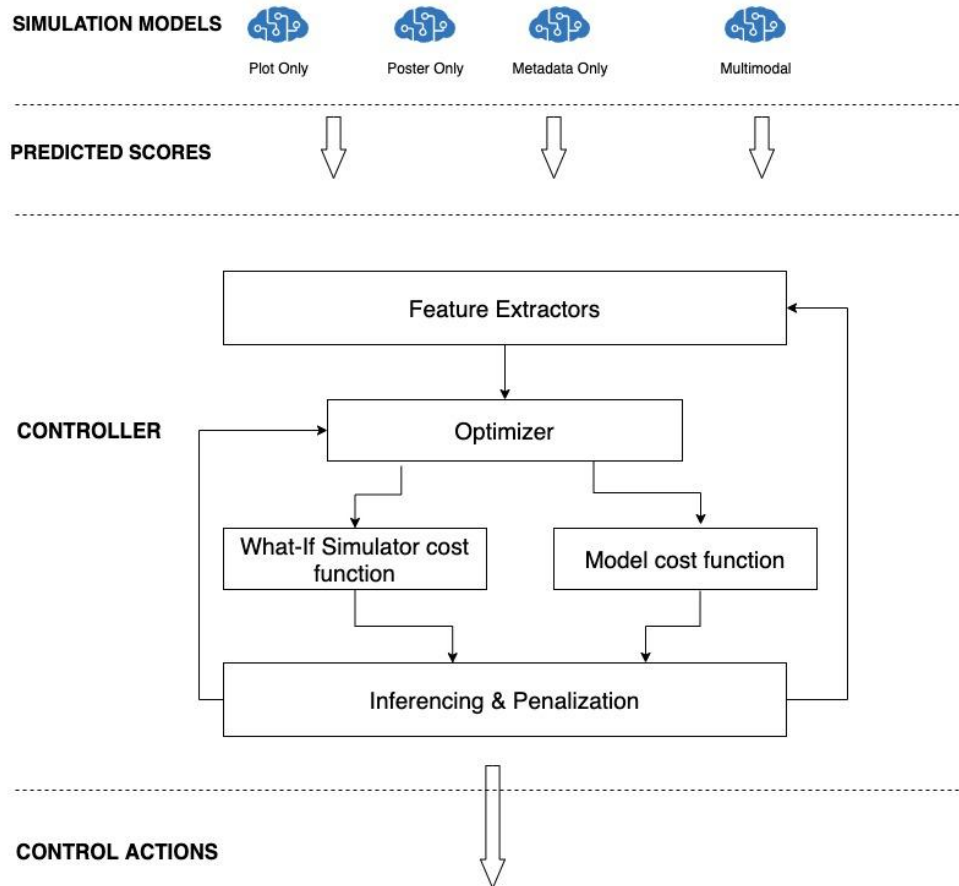 SIMULATION MODELS
Plot Only
Poster Only
Metadata Only
Multimodal
PREDICTED SCORES
Feature Extractors
CONTROLLER
Optimizer
What-If Simulator cost
function
Model cost function
Inferencing & Penalization
CONTROL ACTIONS